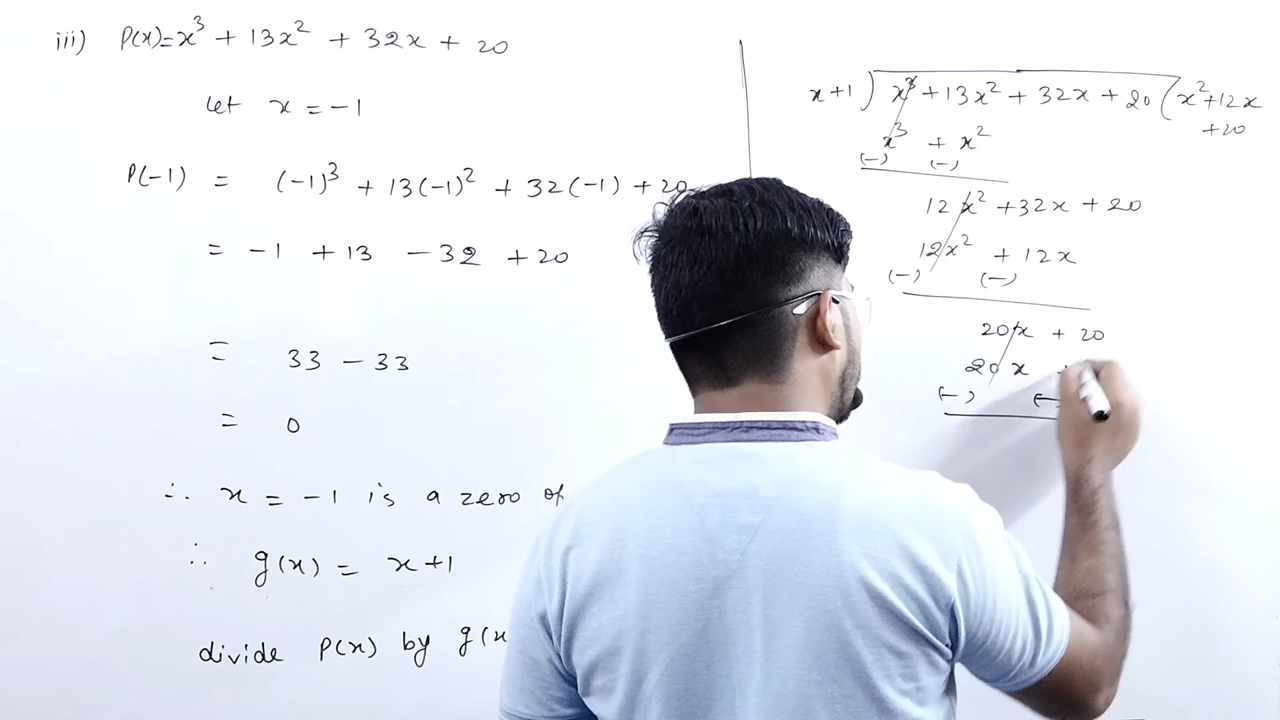 iii) P(x)=x³ + 13x² + 32x + 20
Let x = -1
P(-1) = (-1)³ + 13(-1)² + 32(-1) + 20
= -1 + 13 - 32 + 20
= 33 - 33
= 0
∴ x = -1 is a zero of
∴ g(x) = x+1
divide P(x) by g(x
x+1 ) x³ + 13x² + 32x + 20 ( x² + 12x
+20
x³ + x²
(-) (-)
12x² + 32x + 20
12x² + 12x
(-) (-)
20x + 20
20x +
(-) (-)